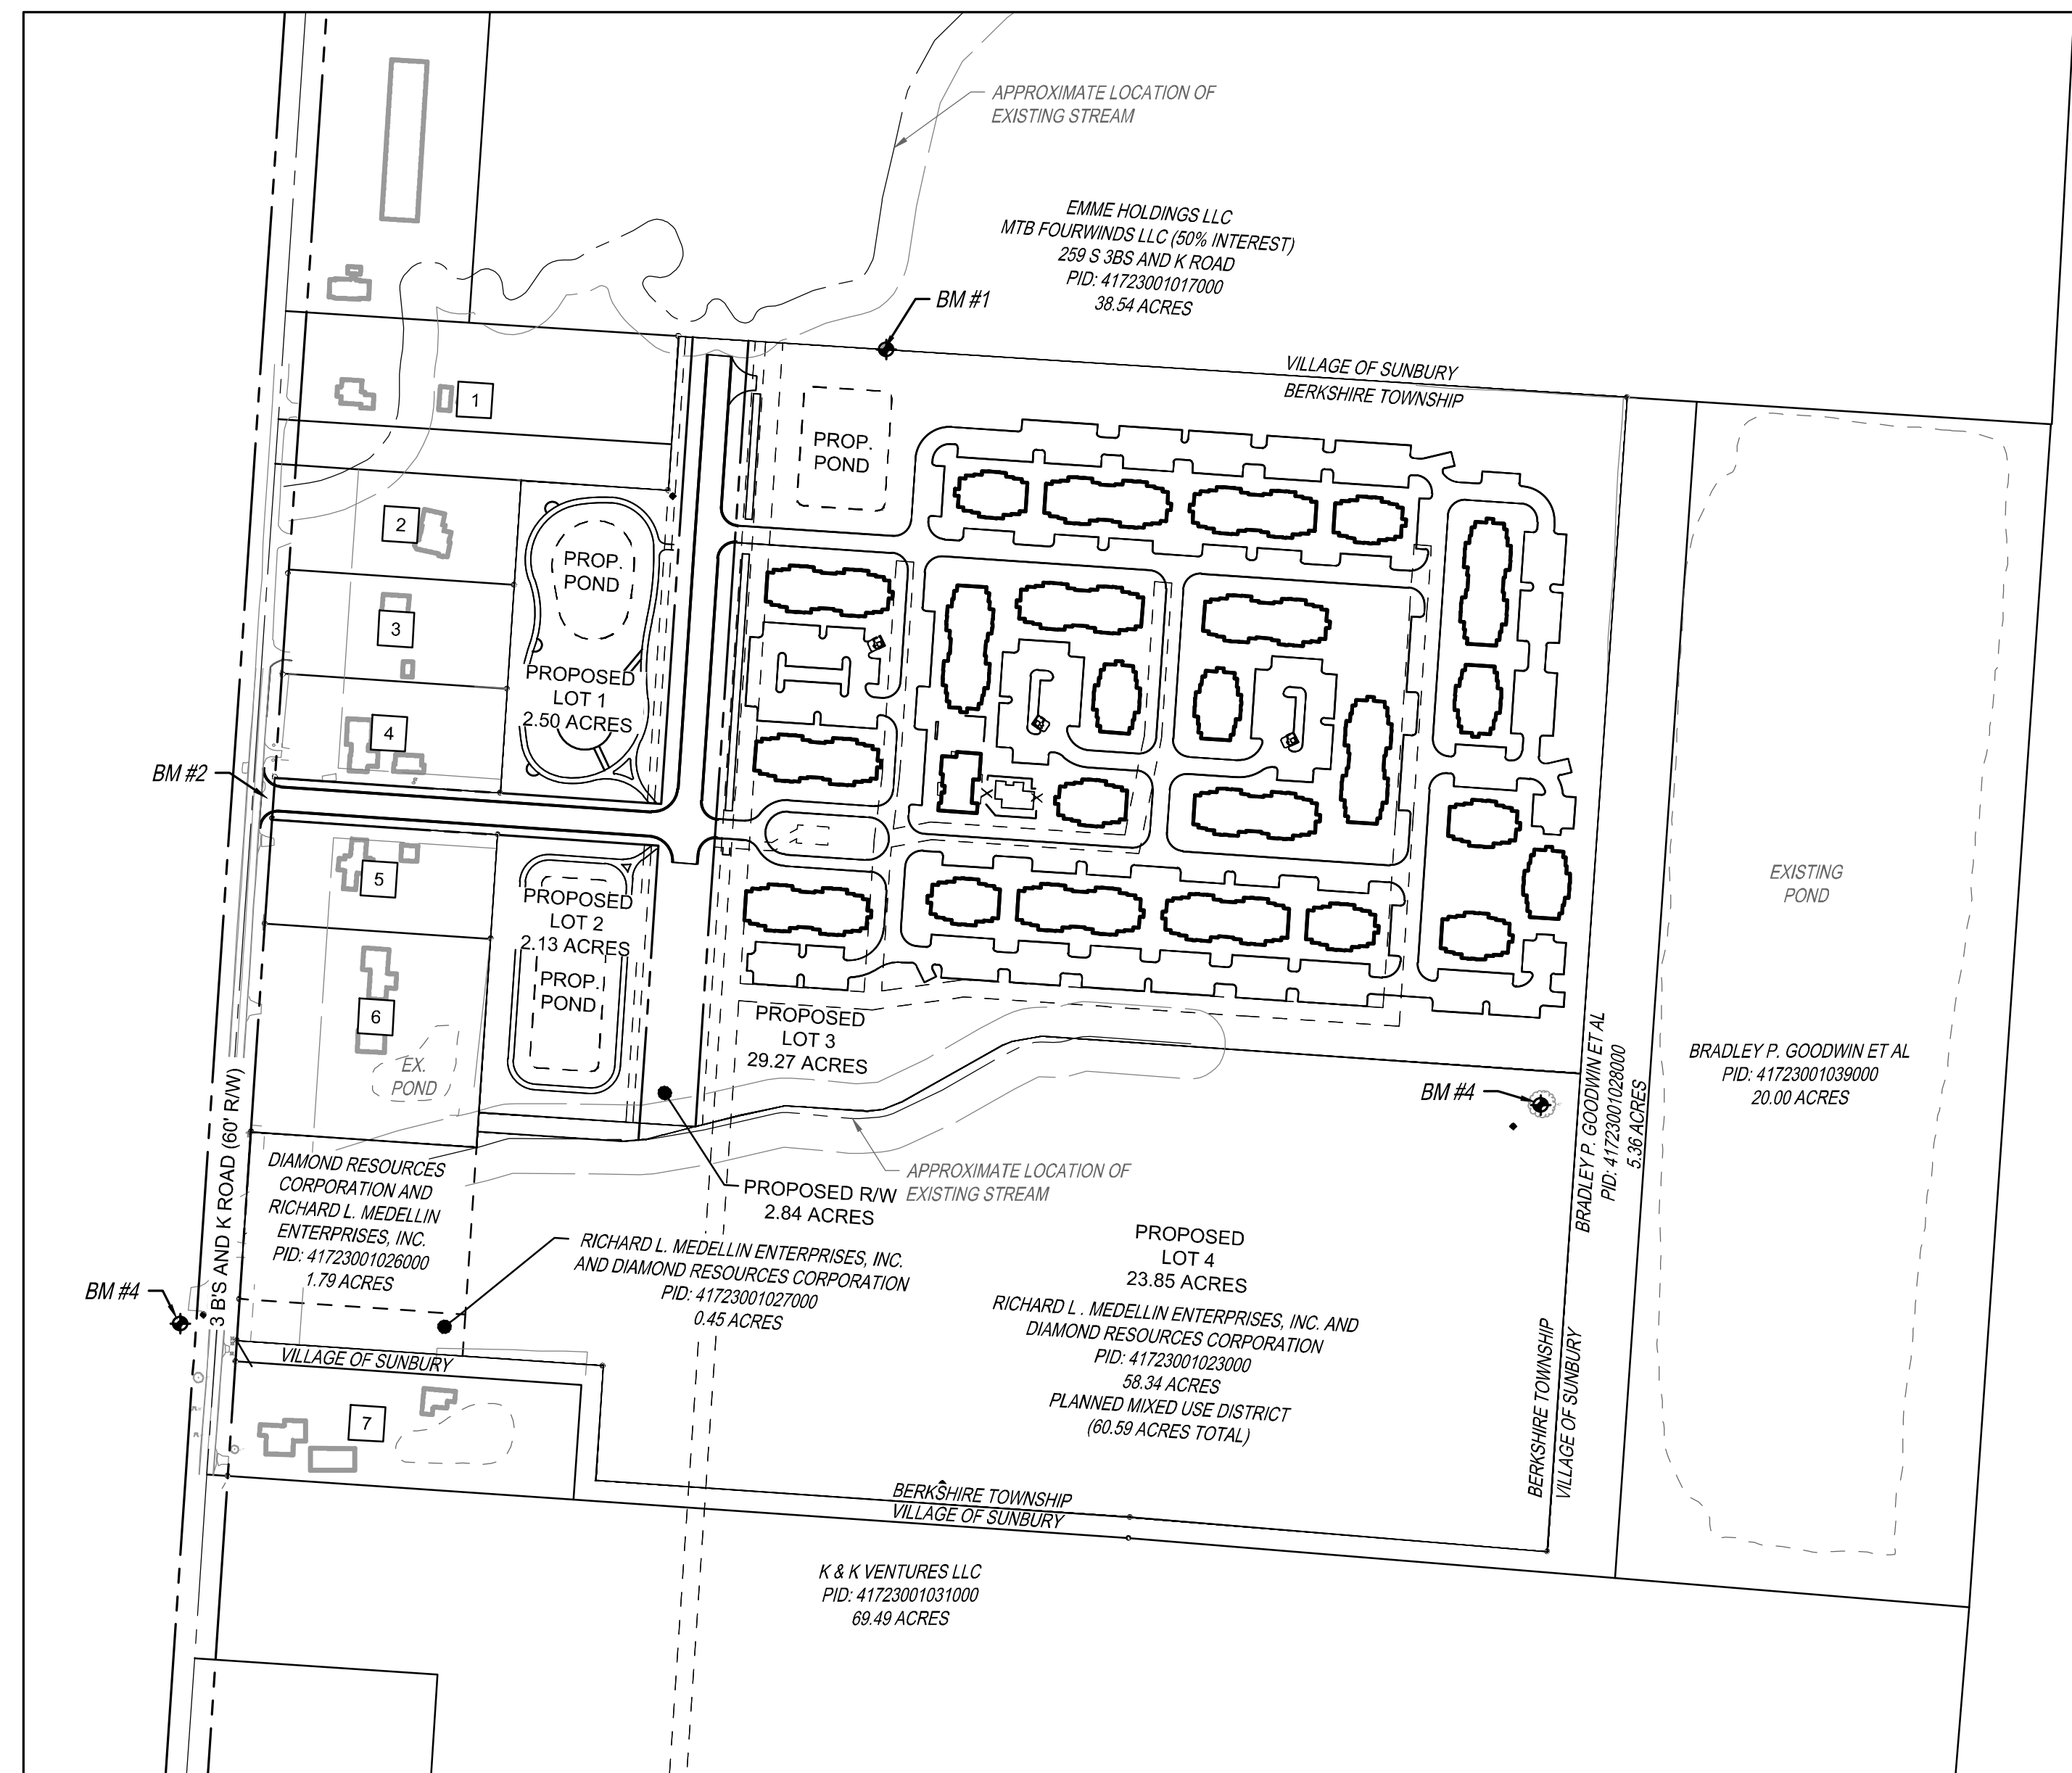 APPROXIMATE LOCATION OF
EXISTING STREAM
EMME HOLDINGS LLC
MTB FOURWINDS LLC (50% INTEREST)
259 S 3BS AND K ROAD
PID: 41723001017000
38.54 ACRES
BM #1
VILLAGE OF SUNBURY
BERKSHIRE TOWNSHIP
1
PROP.
POND
2
PROP.
POND
3
PROPOSED
LOT 1
2.50 ACRES
4
BM #2
5
PROPOSED
LOT 2
2.13 ACRES
PROP.
POND
6
EX.
POND
EXISTING
POND
PROPOSED
LOT 3
29.27 ACRES
BRADLEY P. GOODWIN ET AL
PID: 41723001028000
5.36 ACRES
BRADLEY P. GOODWIN ET AL
PID: 41723001039000
20.00 ACRES
BM #4
3 B'S AND K ROAD (60' R/W)
DIAMOND RESOURCES
CORPORATION AND
RICHARD L. MEDELLIN
ENTERPRISES, INC.
PID: 41723001026000
1.79 ACRES
APPROXIMATE LOCATION OF
EXISTING STREAM
PROPOSED R/W
2.84 ACRES
RICHARD L. MEDELLIN ENTERPRISES, INC.
AND DIAMOND RESOURCES CORPORATION
PID: 41723001027000
0.45 ACRES
PROPOSED
LOT 4
23.85 ACRES
RICHARD L . MEDELLIN ENTERPRISES, INC. AND
DIAMOND RESOURCES CORPORATION
PID: 41723001023000
58.34 ACRES
PLANNED MIXED USE DISTRICT
(60.59 ACRES TOTAL)
BM #4
VILLAGE OF SUNBURY
7
BERKSHIRE TOWNSHIP
VILLAGE OF SUNBURY
BERKSHIRE TOWNSHIP
VILLAGE OF SUNBURY
K & K VENTURES LLC
PID: 41723001031000
69.49 ACRES